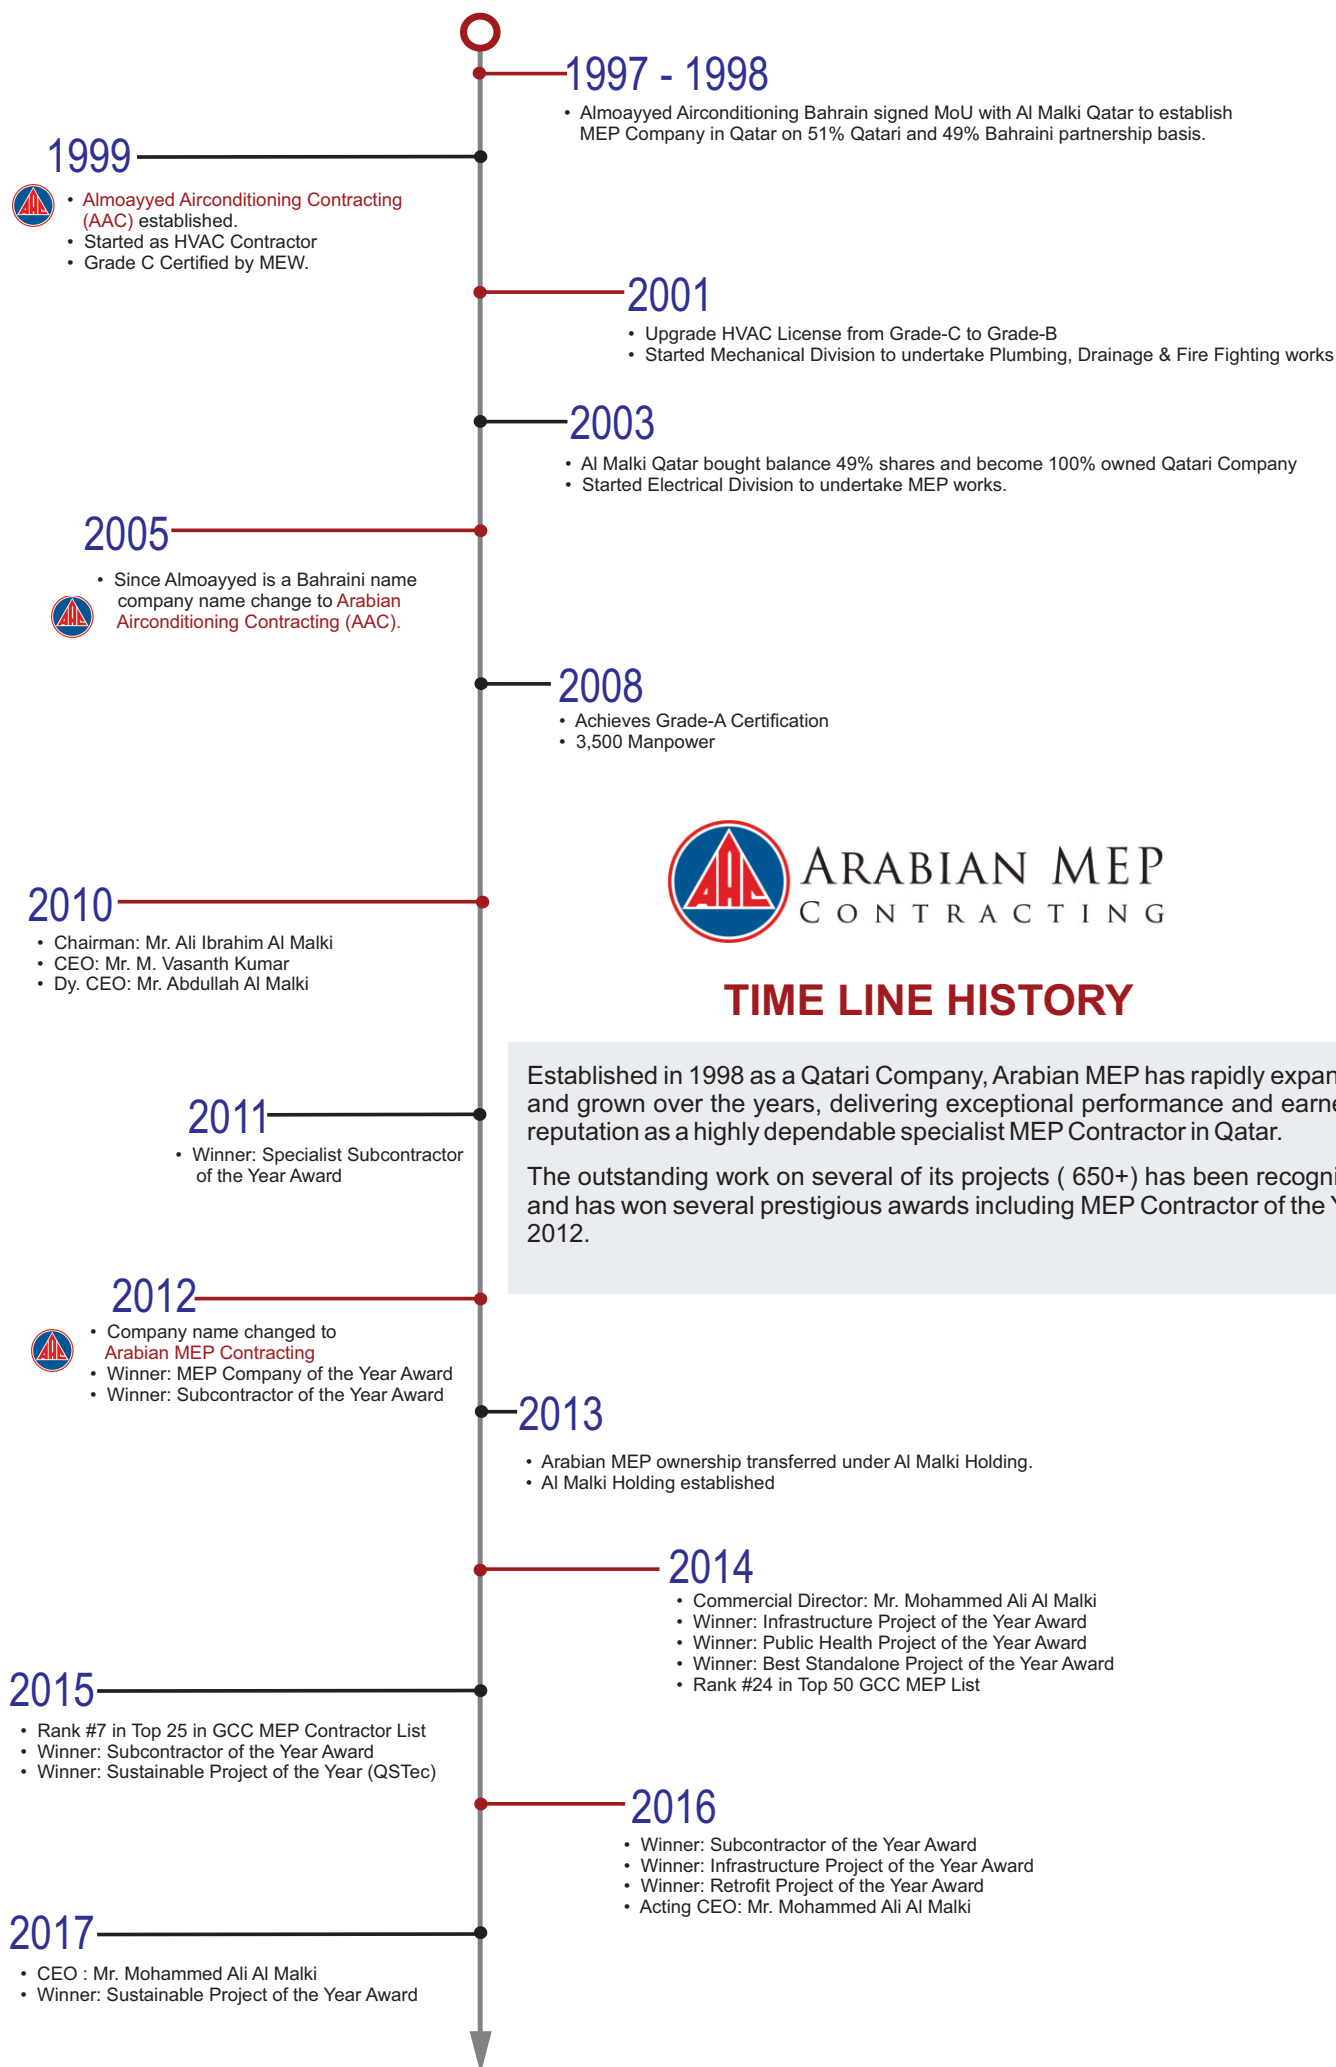 1997 - 1998
• Almoayyed Airconditioning Bahrain signed MoU with Al Malki Qatar to establish
MEP Company in Qatar on 51% Qatari and 49% Bahraini partnership basis.
1999
AAC
• Almoayyed Airconditioning Contracting
(AAC) established.
• Started as HVAC Contractor
• Grade C Certified by MEW.
2001
• Upgrade HVAC License from Grade-C to Grade-B
• Started Mechanical Division to undertake Plumbing, Drainage & Fire Fighting works
2003
• Al Malki Qatar bought balance 49% shares and become 100% owned Qatari Company
• Started Electrical Division to undertake MEP works.
2005
• Since Almoayyed is a Bahraini name
company name change to Arabian
Airconditioning Contracting (AAC).
AAC
2008
• Achieves Grade-A Certification
• 3,500 Manpower
AAC
ARABIAN MEP
CONTRACTING
2010
• Chairman: Mr. Ali Ibrahim Al Malki
• CEO: Mr. M. Vasanth Kumar
• Dy. CEO: Mr. Abdullah Al Malki
TIME LINE HISTORY
Established in 1998 as a Qatari Company, Arabian MEP has rapidly expan
and grown over the years, delivering exceptional performance and earne
reputation as a highly dependable specialist MEP Contractor in Qatar.
The outstanding work on several of its projects ( 650+) has been recogni
and has won several prestigious awards including MEP Contractor of the Y
2012.
2011
• Winner: Specialist Subcontractor
of the Year Award
2012
AAC
• Company name changed to
Arabian MEP Contracting
• Winner: MEP Company of the Year Award
• Winner: Subcontractor of the Year Award
2013
• Arabian MEP ownership transferred under Al Malki Holding.
• Al Malki Holding established
2014
• Commercial Director: Mr. Mohammed Ali Al Malki
• Winner: Infrastructure Project of the Year Award
• Winner: Public Health Project of the Year Award
• Winner: Best Standalone Project of the Year Award
• Rank #24 in Top 50 GCC MEP List
2015
• Rank #7 in Top 25 in GCC MEP Contractor List
• Winner: Subcontractor of the Year Award
• Winner: Sustainable Project of the Year (QSTec)
2016
• Winner: Subcontractor of the Year Award
• Winner: Infrastructure Project of the Year Award
• Winner: Retrofit Project of the Year Award
• Acting CEO: Mr. Mohammed Ali Al Malki
2017
• CEO : Mr. Mohammed Ali Al Malki
• Winner: Sustainable Project of the Year Award